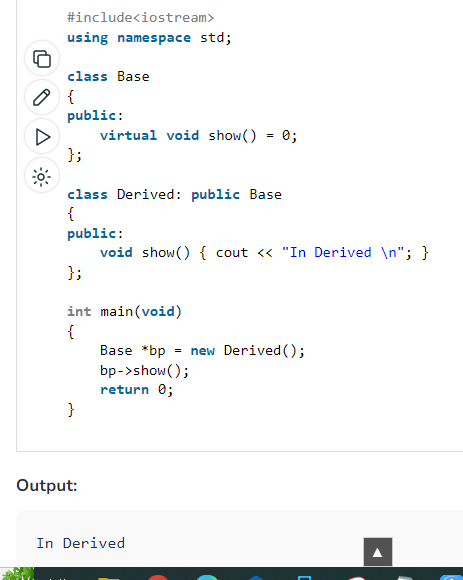 #include<iostream>
using namespace std;
class Base
{
public:
    virtual void show() = 0;
};
class Derived: public Base
{
public:
    void show() { cout << "In Derived \n"; }
};
int main(void)
{
    Base *bp = new Derived();
    bp->show();
    return 0;
}
Output:
In Derived